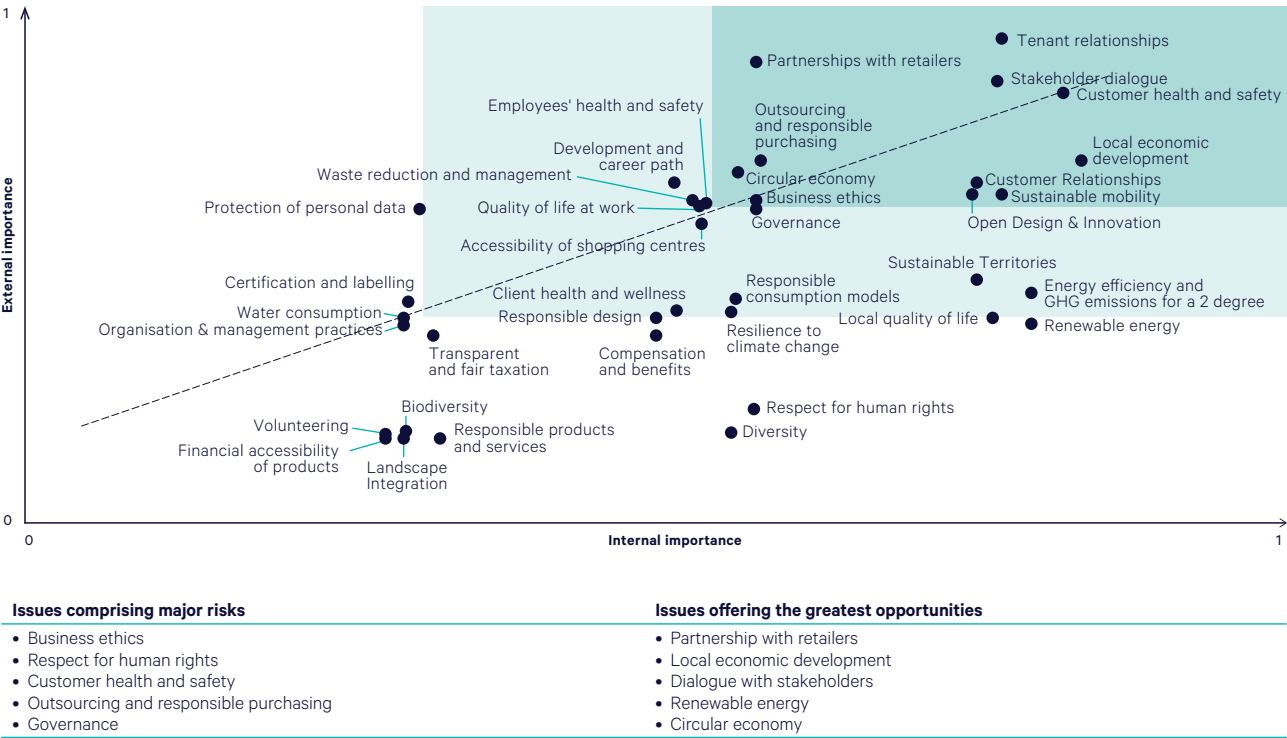 1
Tenant relationships
Partnerships with retailers
Stakeholder dialogue
Customer health and safety
Employees' health and safety
Outsourcing
and responsible
purchasing
Development and
career path
Local economic
development
Waste reduction and management
Circular economy
Customer Relationships
Business ethics
Sustainable mobility
Protection of personal data
Quality of life at work
Governance
Open Design & Innovation
Accessibility of shopping centres
External importance
Sustainable Territories
Certification and labelling
Responsible
consumption models
Energy efficiency and
GHG emissions for a 2 degree
Client health and wellness
Water consumption
Responsible design
Local quality of life
Organisation & management practices
Resilience to
climate change
Renewable energy
Transparent
and fair taxation
Compensation
and benefits
Biodiversity
Respect for human rights
Volunteering
Responsible products
and services
Diversity
Financial accessibility
of products
Landscape
Integration
0
0
Internal importance
1
Issues comprising major risks
• Business ethics
• Respect for human rights
• Customer health and safety
• Outsourcing and responsible purchasing
• Governance
Issues offering the greatest opportunities
• Partnership with retailers
• Local economic development
• Dialogue with stakeholders
• Renewable energy
• Circular economy